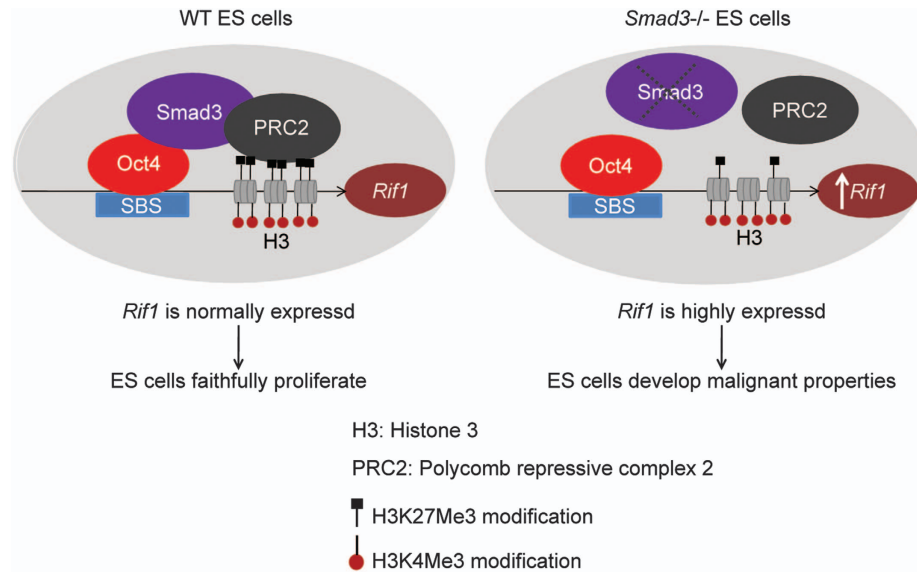 WT ES cells
Smad3-/- ES cells
Smad3
PRC2
Oct4
Rif1
SBS
H3
Smad3
PRC2
Oct4
Rif1
SBS
H3
Rif1 is normally expressd
Rif1 is highly expressd
ES cells faithfully proliferate
ES cells develop malignant properties
H3: Histone 3
PRC2: Polycomb repressive complex 2
H3K27Me3 modification
H3K4Me3 modification